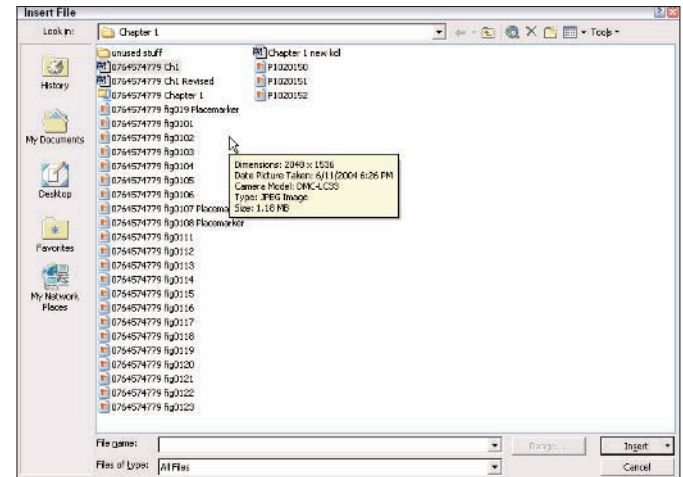 Insert File
Look in:
Chapter 1
Tools
History
My Documents
Desktop
Favorites
My Network
Places
unused stuff
0764574779 Ch1
0764574779 Ch1 Revised
0764574779 Chapter 1
0764574779 fig019 Placemarker
0764574779 fig0101
0764574779 fig0102
0764574779 fig0103
0764574779 fig0104
0764574779 fig0105
0764574779 fig0106
0764574779 fig0107 Placema
0764574779 fig0108 Placemarker
0764574779 fig0111
0764574779 fig0112
0764574779 fig0113
0764574779 fig0114
0764574779 fig0115
0764574779 fig0116
0764574779 fig0117
0764574779 fig0118
0764574779 fig0119
0764574779 fig0120
0764574779 fig0121
0764574779 fig0122
0764574779 fig0123
Chapter 1 new kdl
P1020150
P1020151
P1020152
Dimensions: 2048 x 1536
Date Picture Taken: 6/11/2004 6:26 PM
Camera Model: DMC-LC33
Type: JPEG Image
Size: 1.18 MB
File name:
Range...
Insert
Files of type:
All Files
Cancel